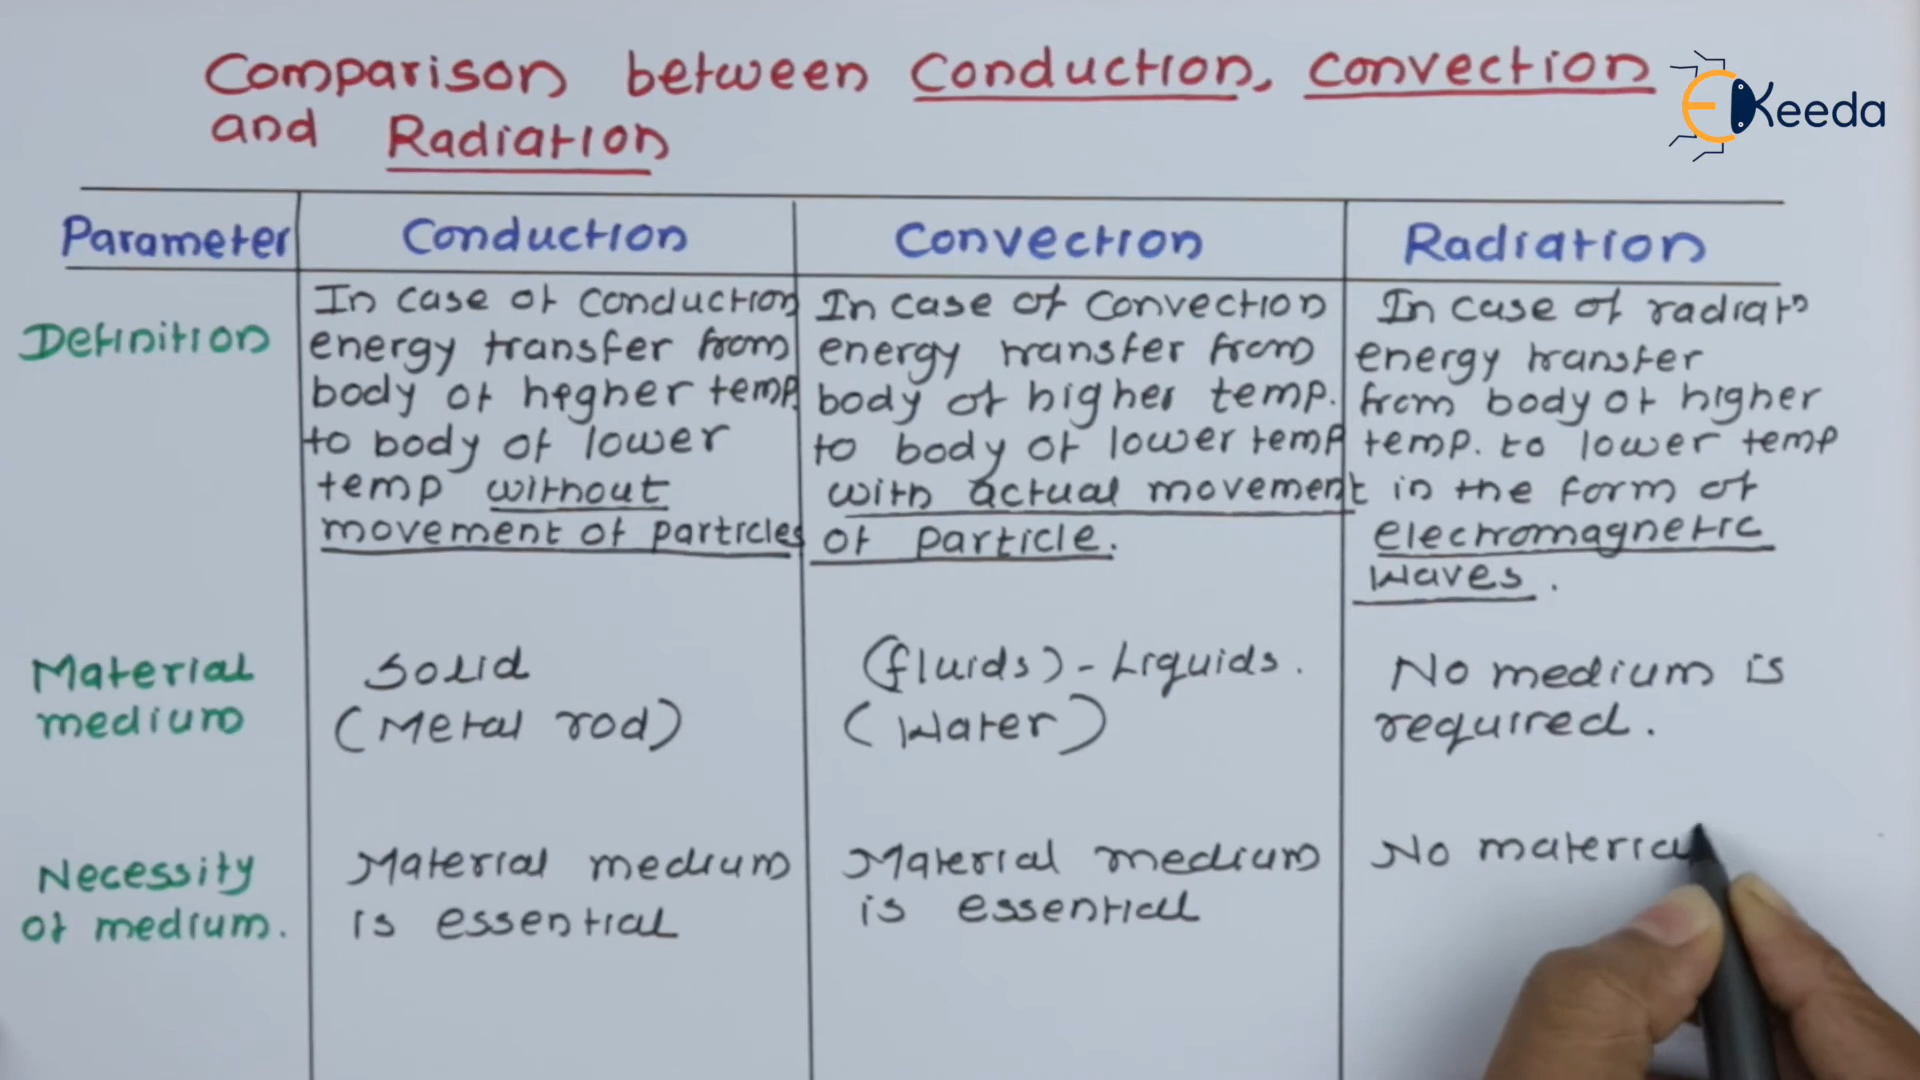 Comparison between Conduction, Convection
and Radiation
EKeeda
Parameter Conduction Convection Radiation
Definition
In case of conduction
energy transfer from
body of higher temp.
to body of lower
temp without
movement of particles
In case of convection
energy transfer from
body of higher temp.
to body of lower temp
with actual movement
of particle.
In case of radiatn
energy transfer
from body of higher
temp. to lower temp
in the form of
electromagnetic
waves.
Material
medium
Solid
(Metal rod)
(fluids) - Liquids.
(Water)
No medium is
required.
Necessity
of medium.
Material medium
is essential
Material medium
is essential
No materia